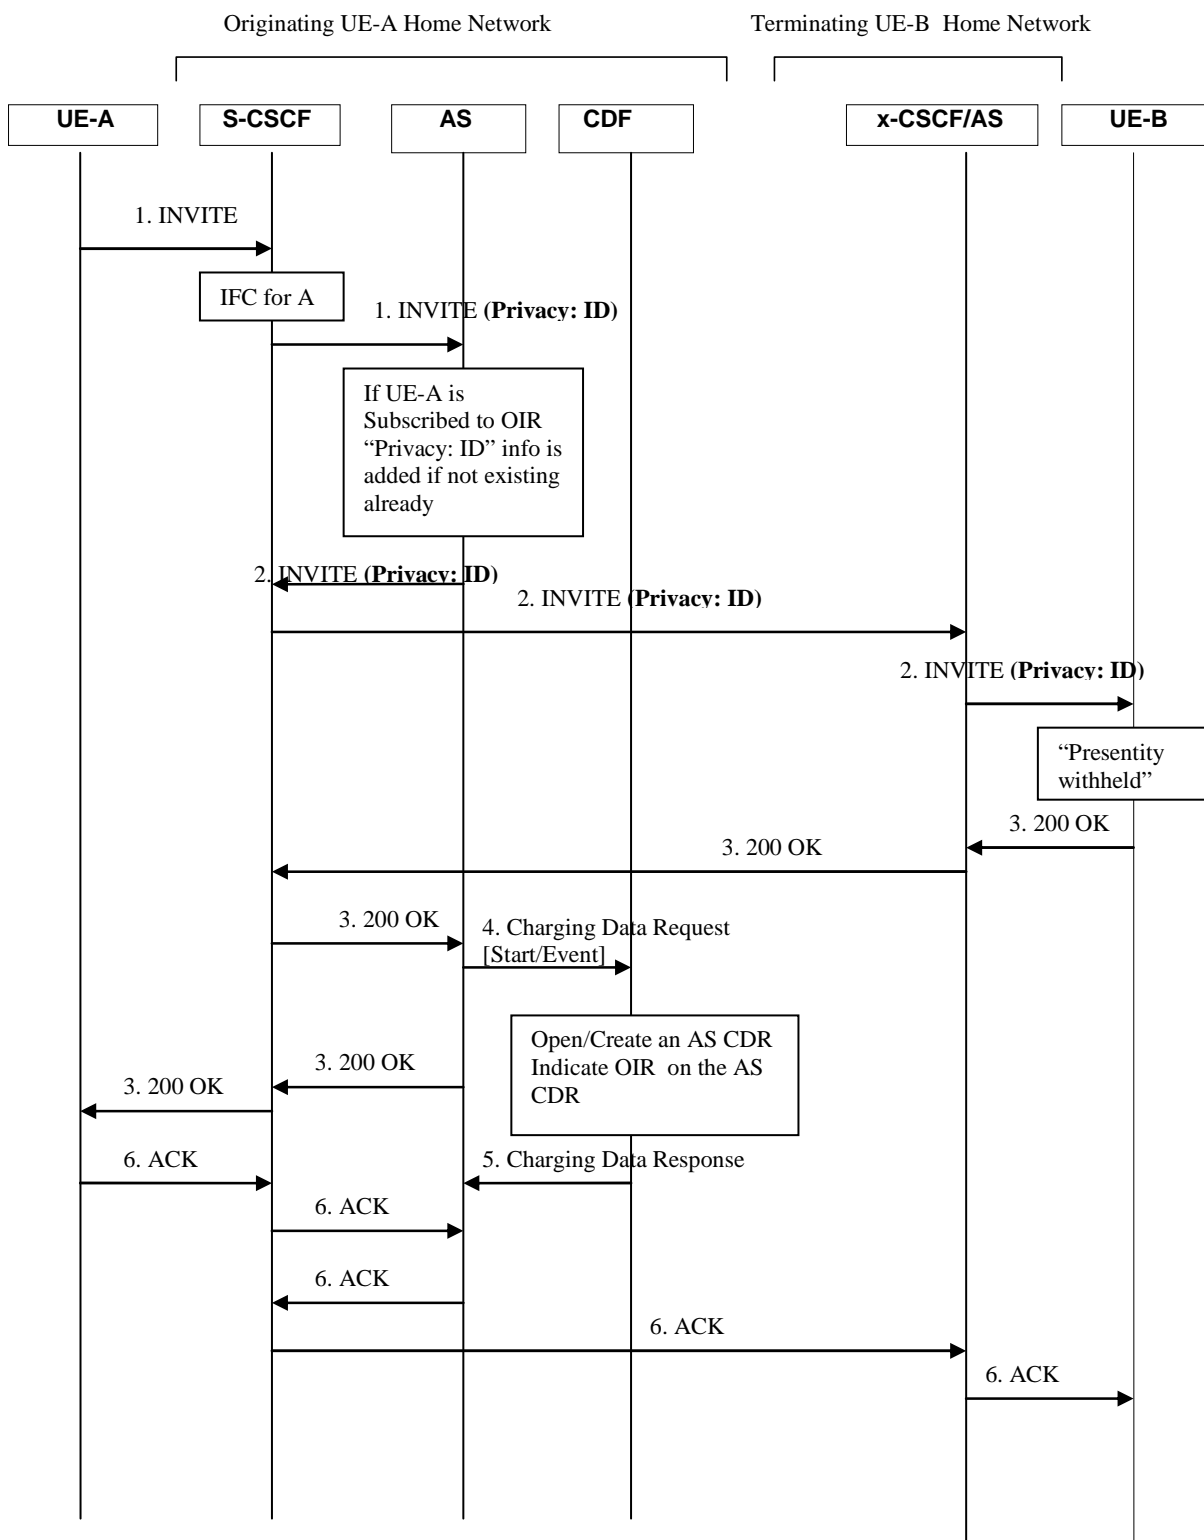 Originating UE-A Home Network
Terminating UE-B Home Network
UE-A
S-CSCF
AS
CDF
x-CSCF/AS
UE-B
1. INVITE
IFC for A
1. INVITE (Privacy: ID)
If UE-A is
Subscribed to OIR
“Privacy: ID” info is
added if not existing
already
2. INVITE (Privacy: ID)
2. INVITE (Privacy: ID)
2. INVITE (Privacy: ID)
“Presentity
withheld”
3. 200 OK
3. 200 OK
3. 200 OK
4. Charging Data Request
[Start/Event]
Open/Create an AS CDR
Indicate OIR on the AS
CDR
3. 200 OK
3. 200 OK
6. ACK
5. Charging Data Response
6. ACK
6. ACK
6. ACK
6. ACK